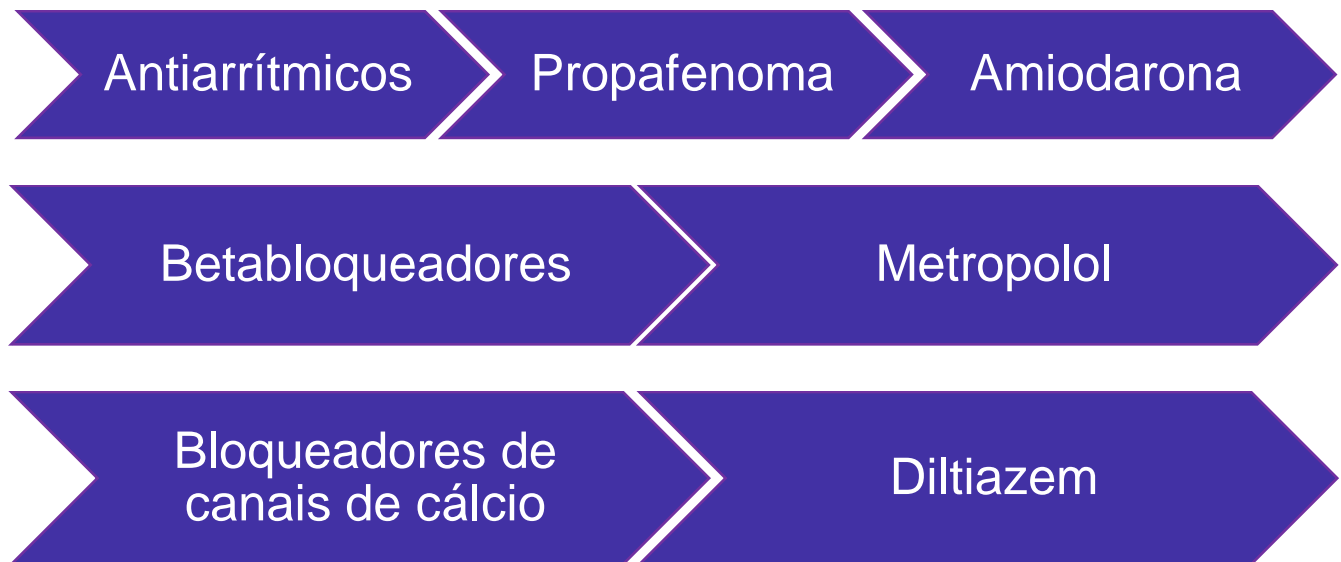 Antiarrítmicos
Propafenoma
Amiodarona
Betabloqueadores
Metropolol
Bloqueadores de
canais de cálcio
Diltiazem